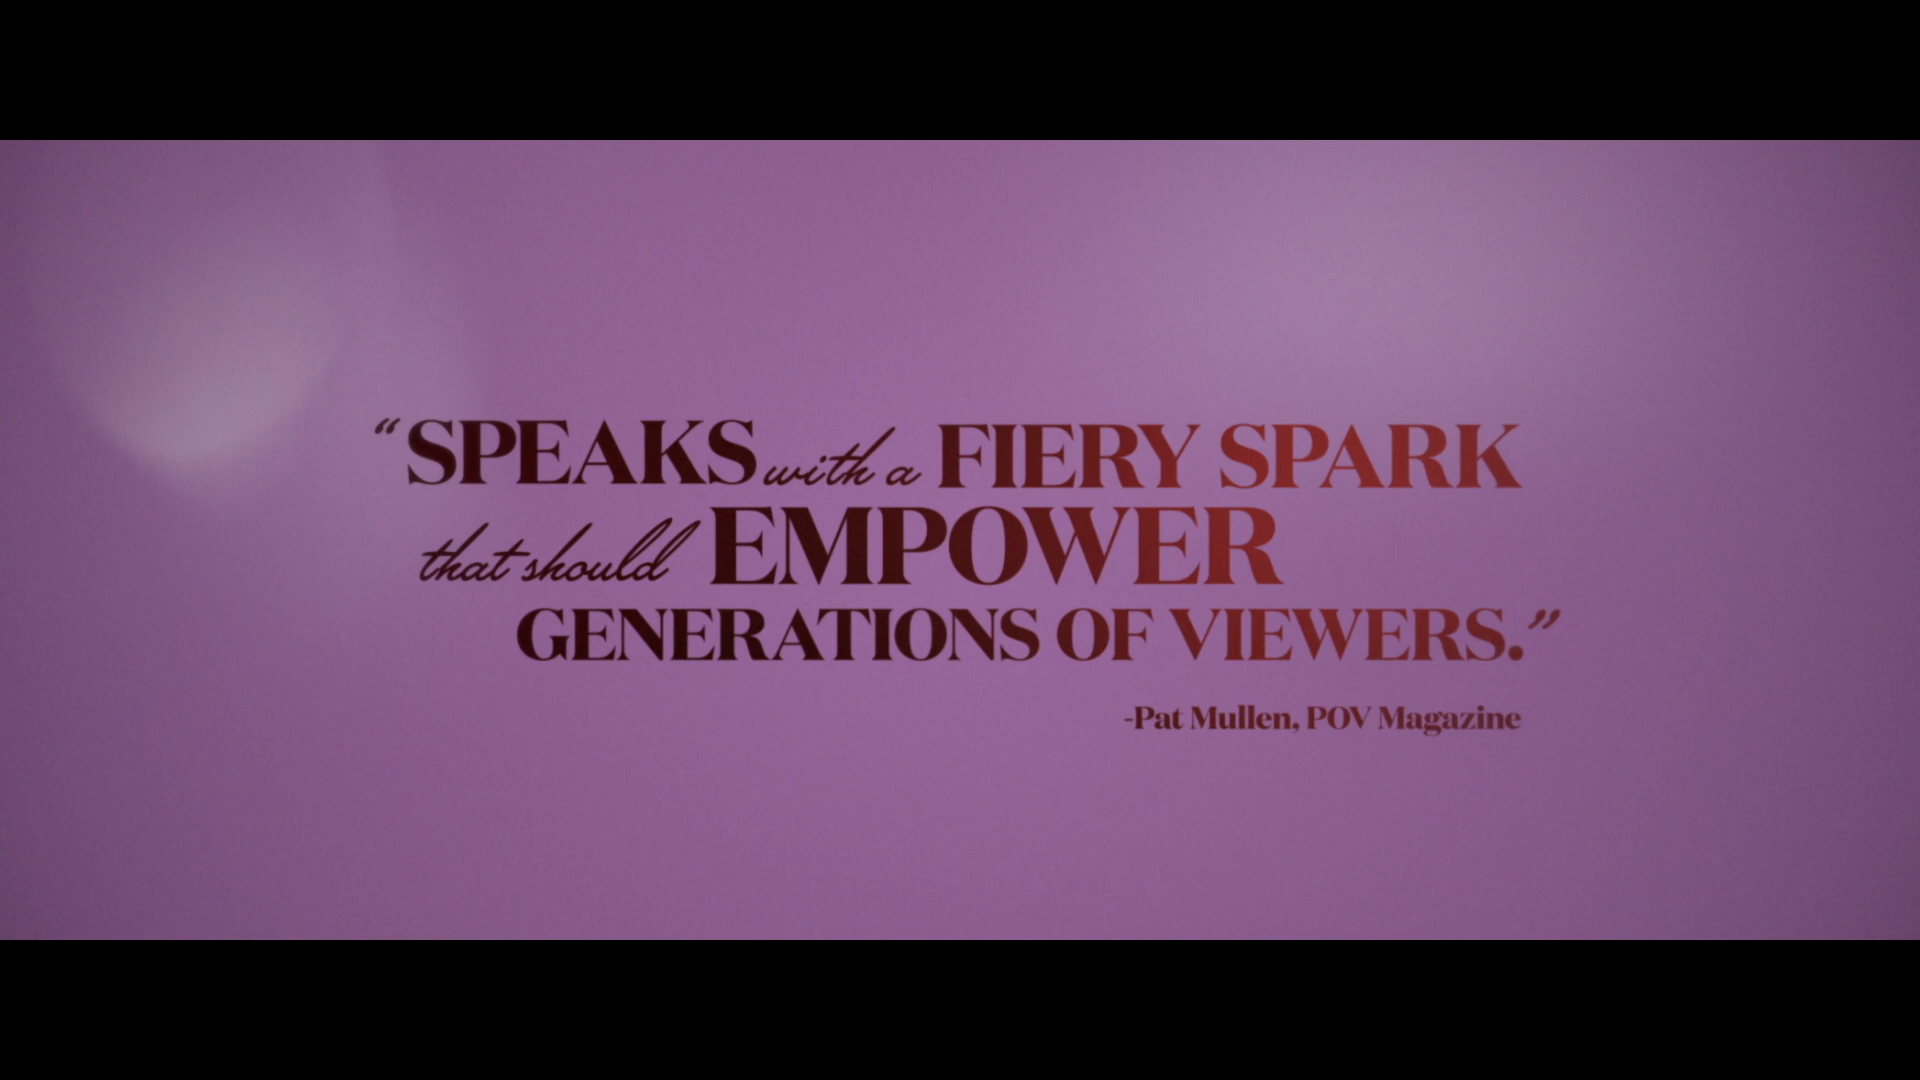 “SPEAKS with a FIERY SPARK
that should EMPOWER
GENERATIONS OF VIEWERS.”
-Pat Mullen, POV Magazine